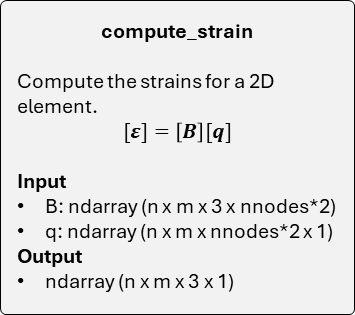 compute_strain
Compute the strains for a 2D
element.
[ε] = [B][q]
Input
• B: ndarray (n x m x 3 x nnodes*2)
• q: ndarray (n x m x nnodes*2 x 1)
Output
• ndarray (n x m x 3 x 1)